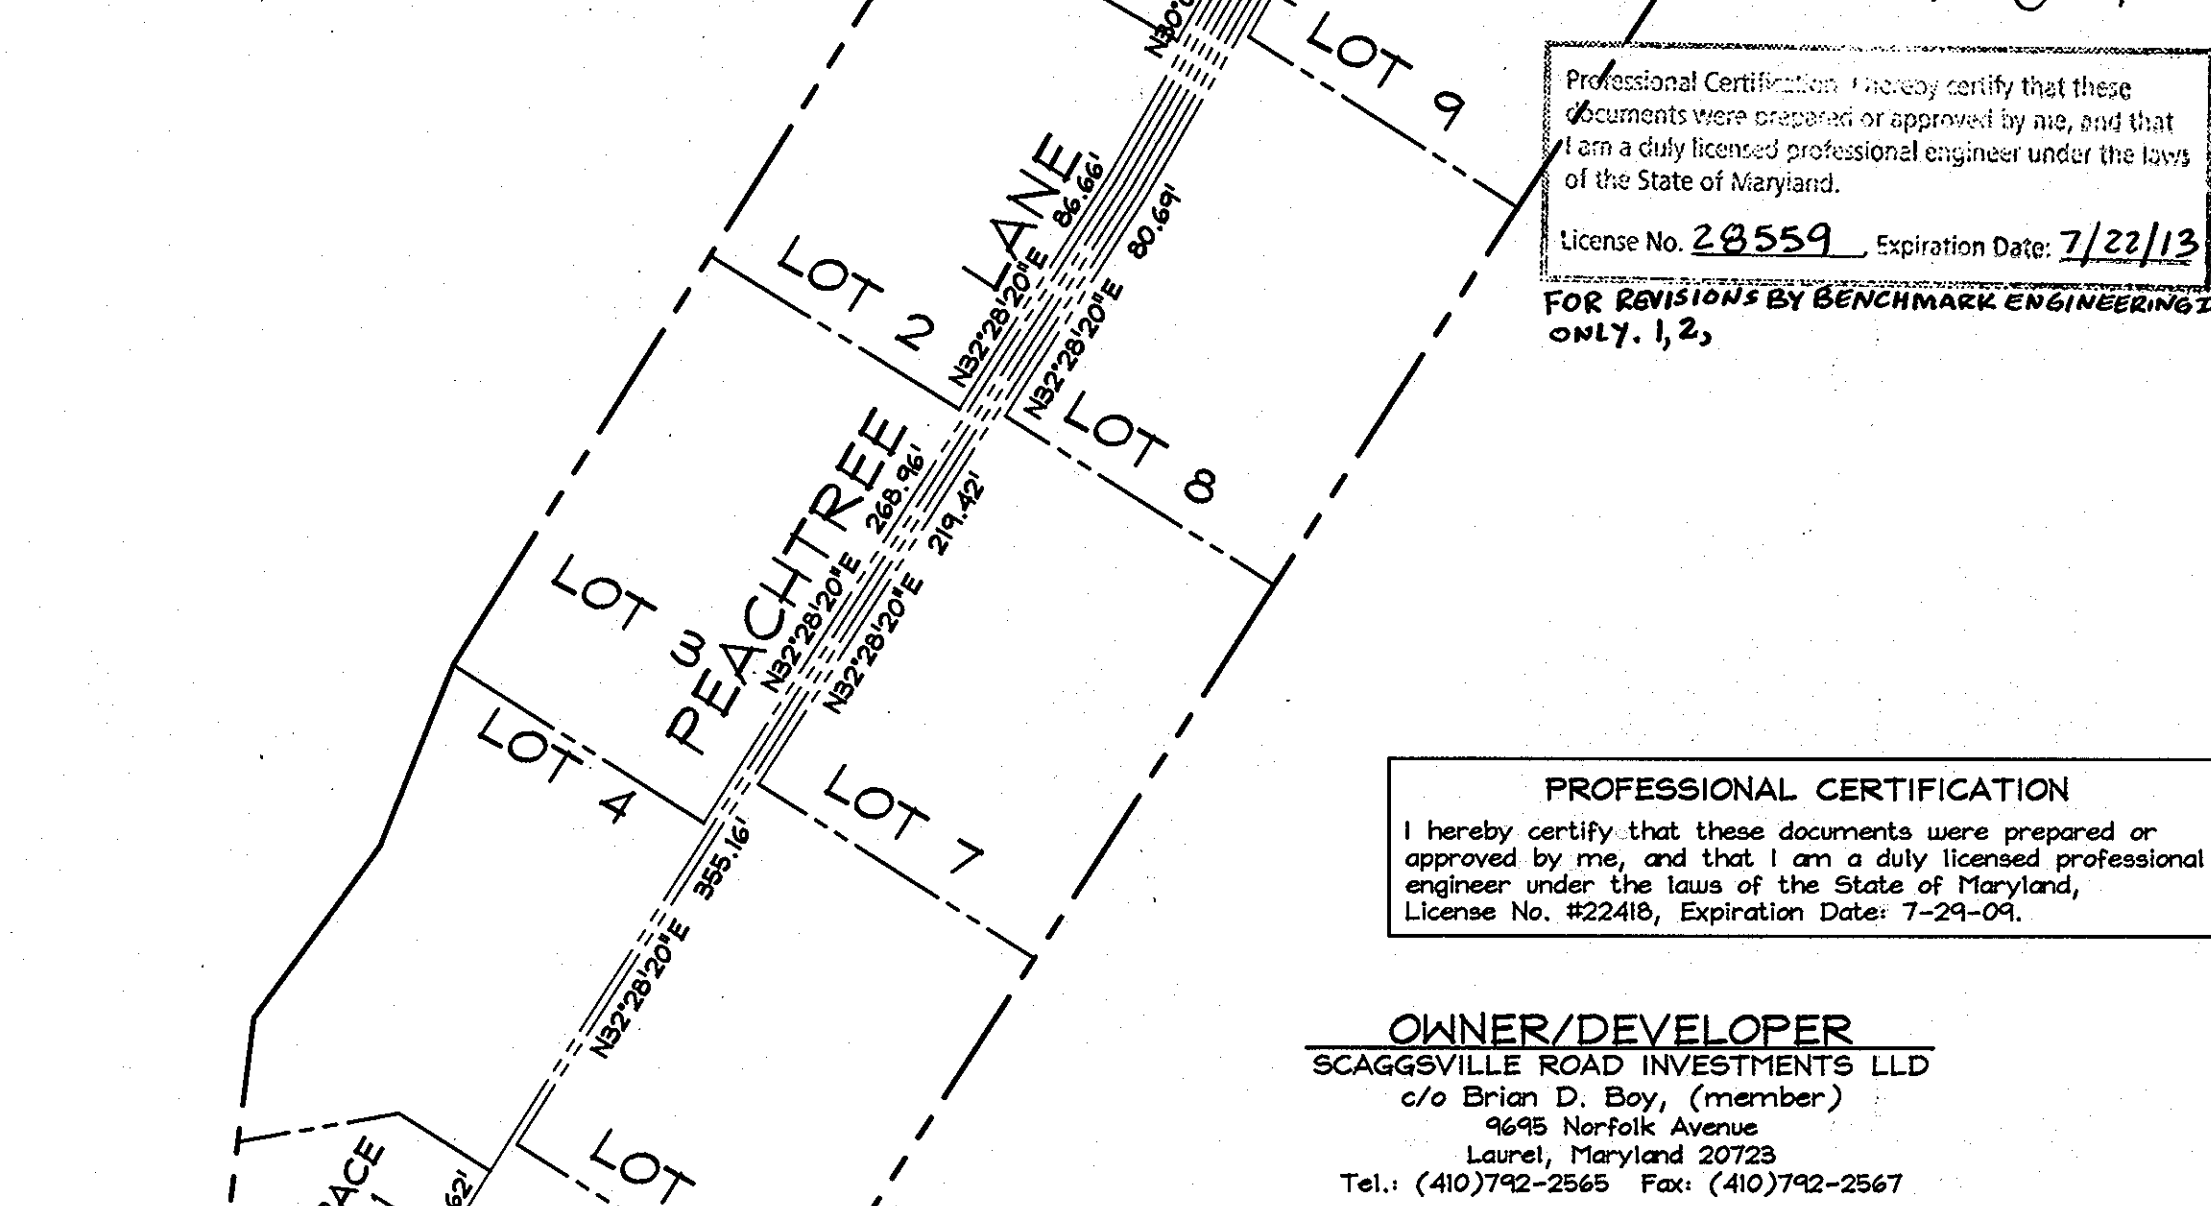 LOT 9
Professional Certification. I hereby certify that these
documents were prepared or approved by me, and that
I am a duly licensed professional engineer under the laws
of the State of Maryland.
License No. 28559, Expiration Date: 7/22/13
FOR REVISIONS BY BENCHMARK ENGINEERING
ONLY. 1, 2,
LANE
N32°28'20"E 86.66'
N32°28'20"E 80.69'
LOT 2
LOT 8
PEACHTREE
N32°28'20"E 268.96'
N32°28'20"E 219.42'
LOT 3
LOT 4
LOT 7
N32°28'20"E 355.16'
LOT
62'
PROFESSIONAL CERTIFICATION
I hereby certify that these documents were prepared or
approved by me, and that I am a duly licensed professional
engineer under the laws of the State of Maryland,
License No. #22418, Expiration Date: 7-29-09.
OWNER/DEVELOPER
SCAGGSVILLE ROAD INVESTMENTS LLD
c/o Brian D. Boy, (member)
9695 Norfolk Avenue
Laurel, Maryland 20723
Tel.: (410)792-2565 Fax: (410)792-2567